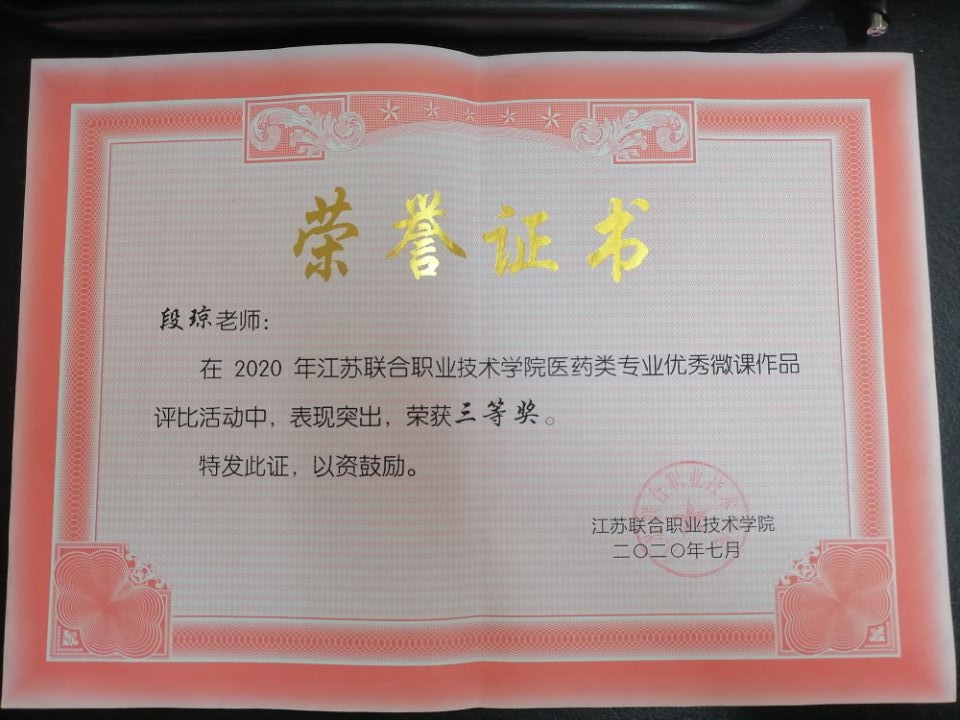 荣誉证书
段琼老师：
在 2020 年江苏联合职业技术学院医药类专业优秀微课作品
评比活动中，表现突出，荣获三等奖。
特发此证，以资鼓励。
江苏联合职业技术学院
二〇二〇年七月